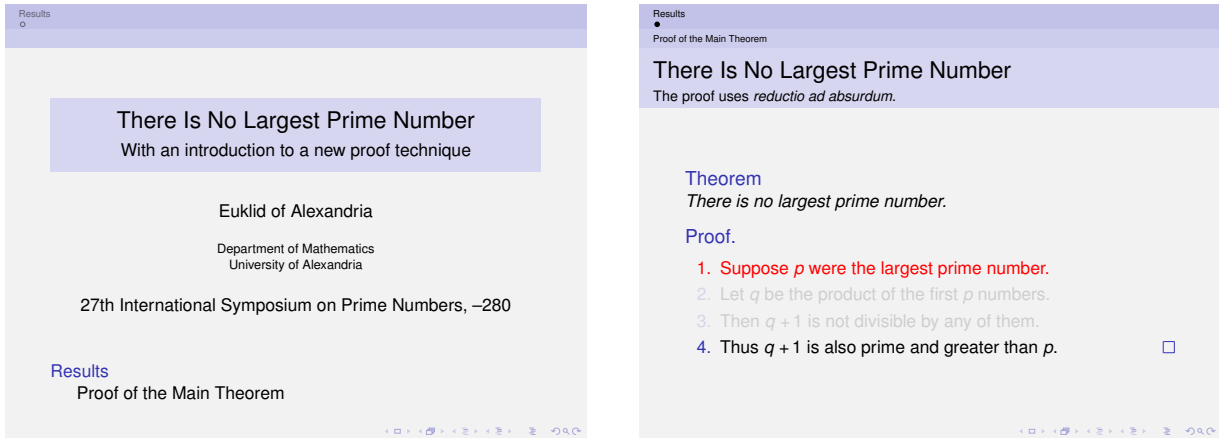 Results
There Is No Largest Prime Number
With an introduction to a new proof technique
Euklid of Alexandria
Department of Mathematics
University of Alexandria
27th International Symposium on Prime Numbers, –280
Results
Proof of the Main Theorem
Results
Proof of the Main Theorem
There Is No Largest Prime Number
The proof uses reductio ad absurdum.
Theorem
There is no largest prime number.
Proof.
1. Suppose p were the largest prime number.
2. Let q be the product of the first p numbers.
3. Then q + 1 is not divisible by any of them.
4. Thus q + 1 is also prime and greater than p.